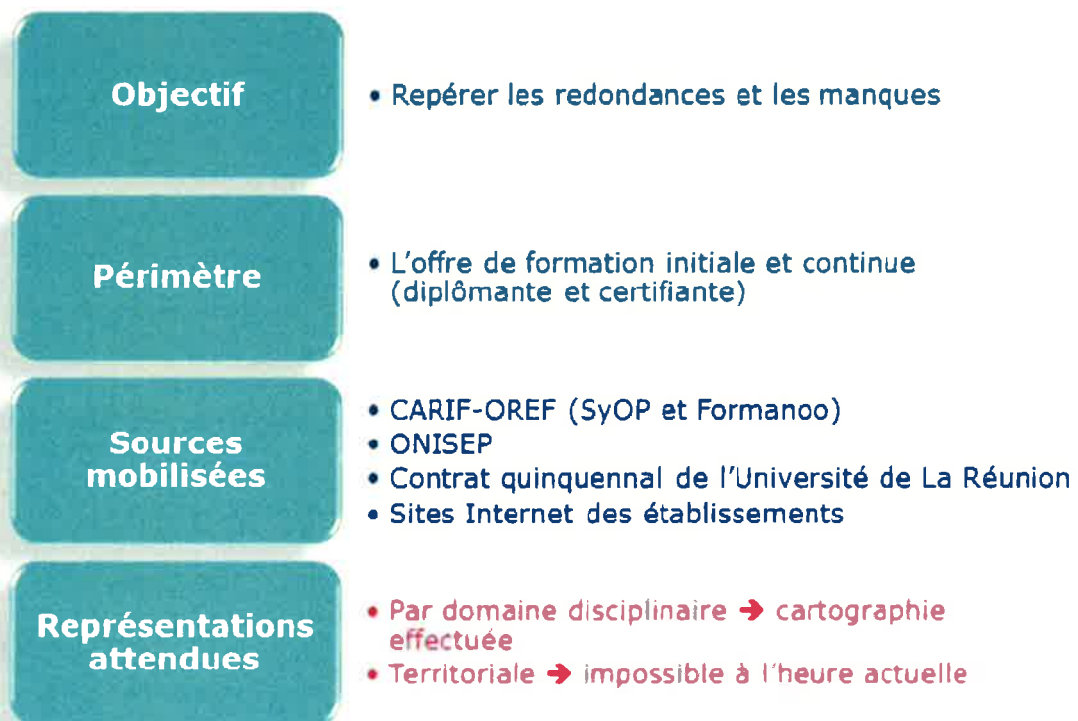 Objectif
• Repérer les redondances et les manques
Périmètre
• L'offre de formation initiale et continue
(diplômante et certifiante)
Sources
mobilisées
• CARIF-OREF (SyOP et Formanoo)
• ONISEP
• Contrat quinquennal de l'Université de La Réunion
• Sites Internet des établissements
Représentations
attendues
• Par domaine disciplinaire ➔ cartographie
effectuée
• Territoriale ➔ impossible à l'heure actuelle